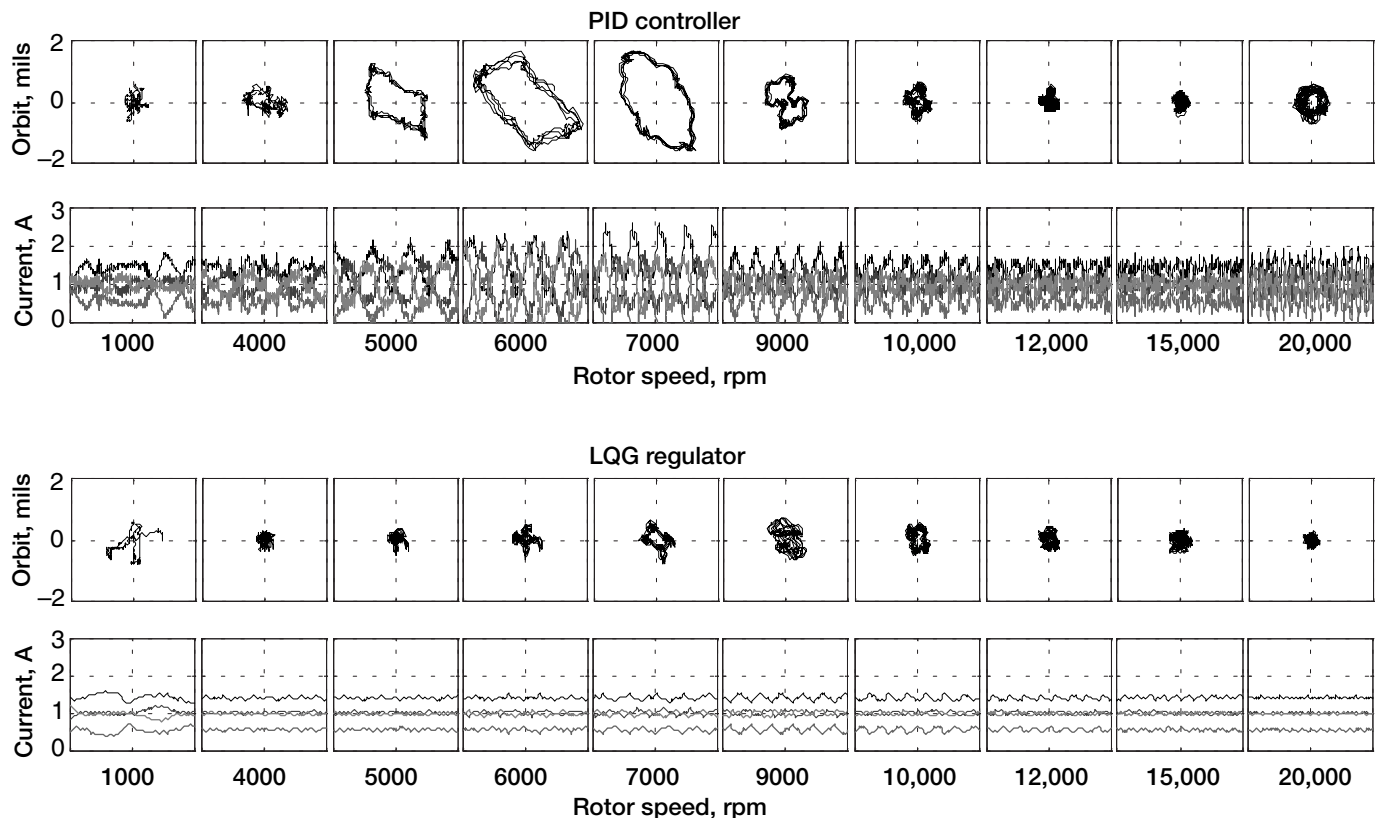 PID controller
Orbit, mils
2
0
–2
Current, A
3
2
1
0
1000 4000 5000 6000 7000 9000 10,000 12,000 15,000 20,000
Rotor speed, rpm
LQG regulator
Orbit, mils
2
0
–2
Current, A
3
2
1
0
1000 4000 5000 6000 7000 9000 10,000 12,000 15,000 20,000
Rotor speed, rpm